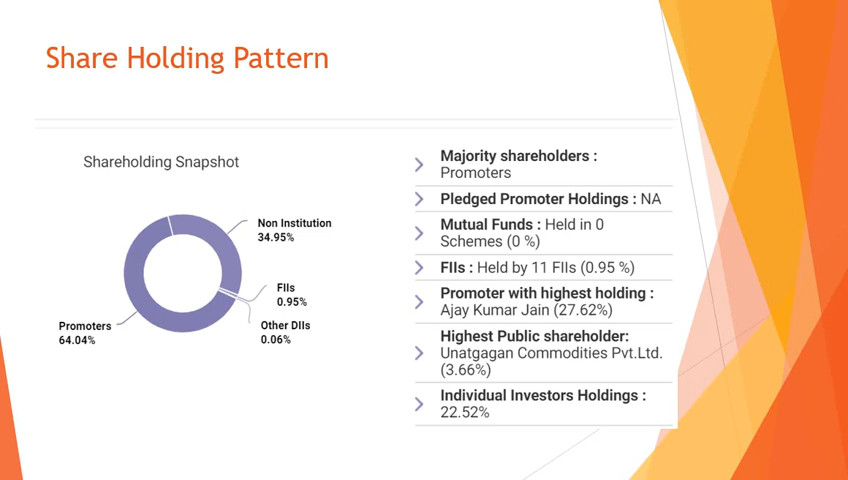 Share Holding Pattern
Shareholding Snapshot
Non Institution
34.95%
FIIs
0.95%
Other DIIs
0.06%
Promoters
64.04%
Majority shareholders :
Promoters
Pledged Promoter Holdings : NA
Mutual Funds : Held in 0
Schemes (0 %)
FIIs : Held by 11 FIIs (0.95 %)
Promoter with highest holding :
Ajay Kumar Jain (27.62%)
Highest Public shareholder:
Unatgagan Commodities Pvt.Ltd.
(3.66%)
Individual Investors Holdings :
22.52%